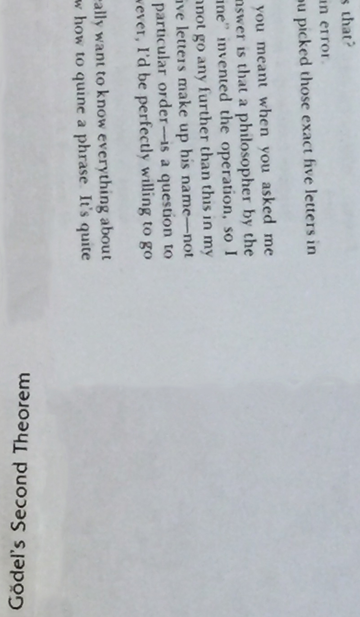 s that?
in error.
ou picked those exact five letters in
you meant when you asked me
nswer is that a philosopher by the
ine" invented the operation, so I
nnot go any further than this in my
ive letters make up his name—not
particular order—is a question to
vever, I'd be perfectly willing to go
ally want to know everything about
w how to quine a phrase. It's quite
Gödel's Second Theorem